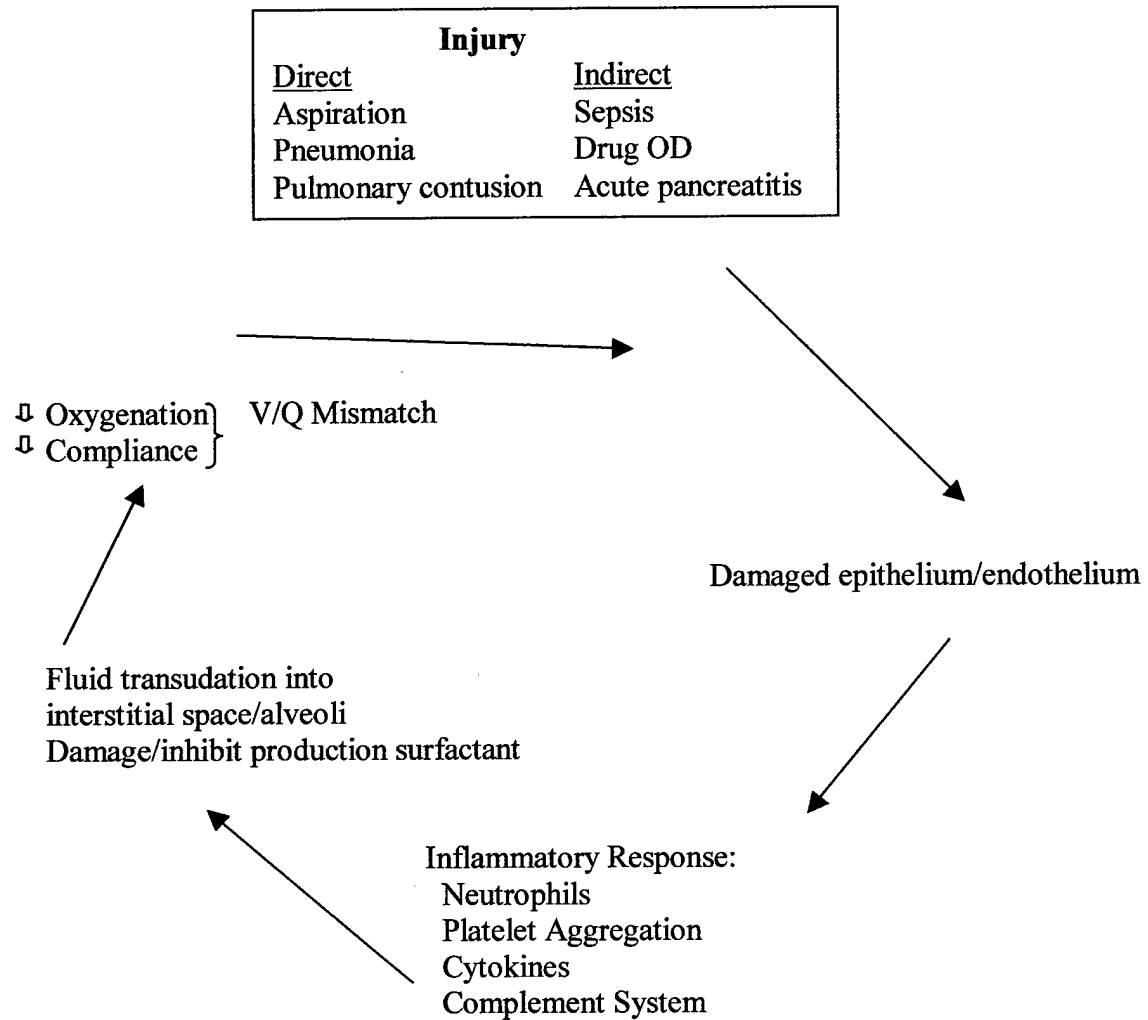 Injury
Direct Indirect
Aspiration Sepsis
Pneumonia Drug OD
Pulmonary contusion Acute pancreatitis
⇩ Oxygenation} V/Q Mismatch
⇩ Compliance
Damaged epithelium/endothelium
Fluid transudation into
interstitial space/alveoli
Damage/inhibit production surfactant
Inflammatory Response:
Neutrophils
Platelet Aggregation
Cytokines
Complement System